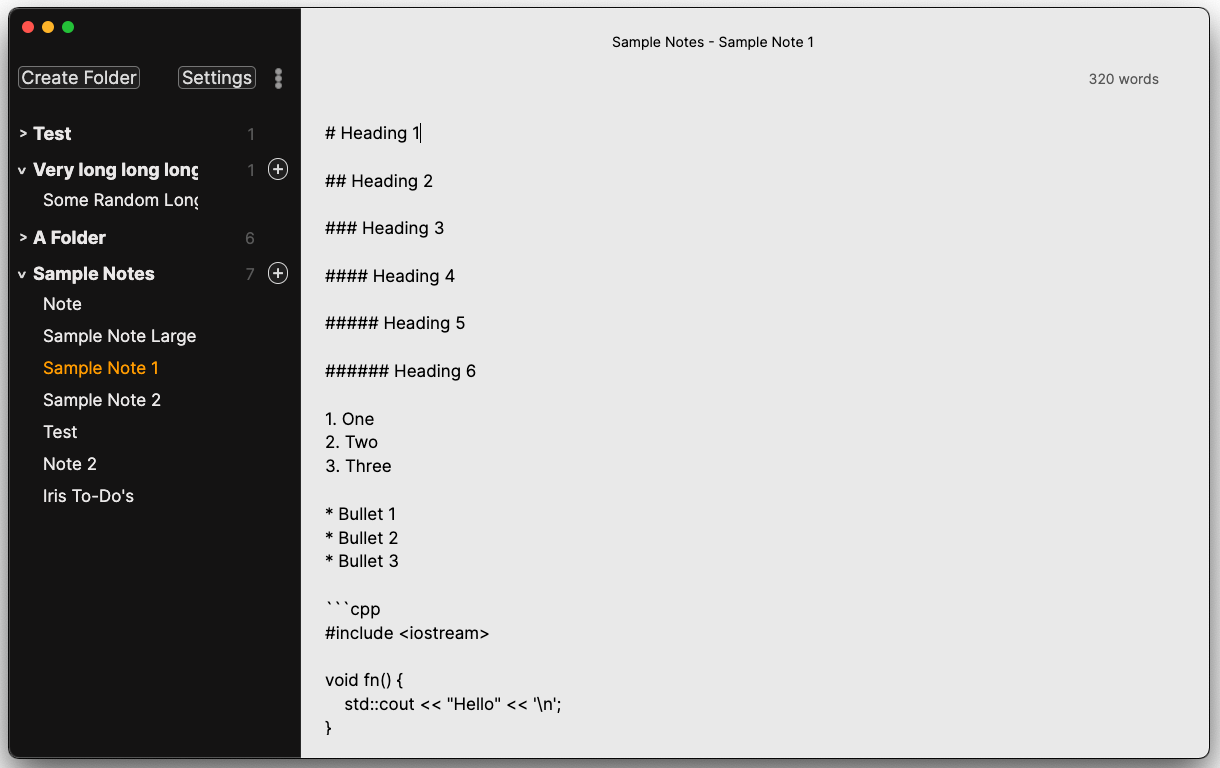 Create Folder Settings
> Test 1
v Very long long long 1 +
Some Random Long
> A Folder 6
v Sample Notes 7 +
Note
Sample Note Large
Sample Note 1
Sample Note 2
Test
Note 2
Iris To-Do's
Sample Notes - Sample Note 1
320 words
# Heading 1
## Heading 2
### Heading 3
#### Heading 4
##### Heading 5
###### Heading 6
1. One
2. Two
3. Three
* Bullet 1
* Bullet 2
* Bullet 3
```cpp
#include <iostream>
void fn() {
    std::cout << "Hello" << '\n';
}